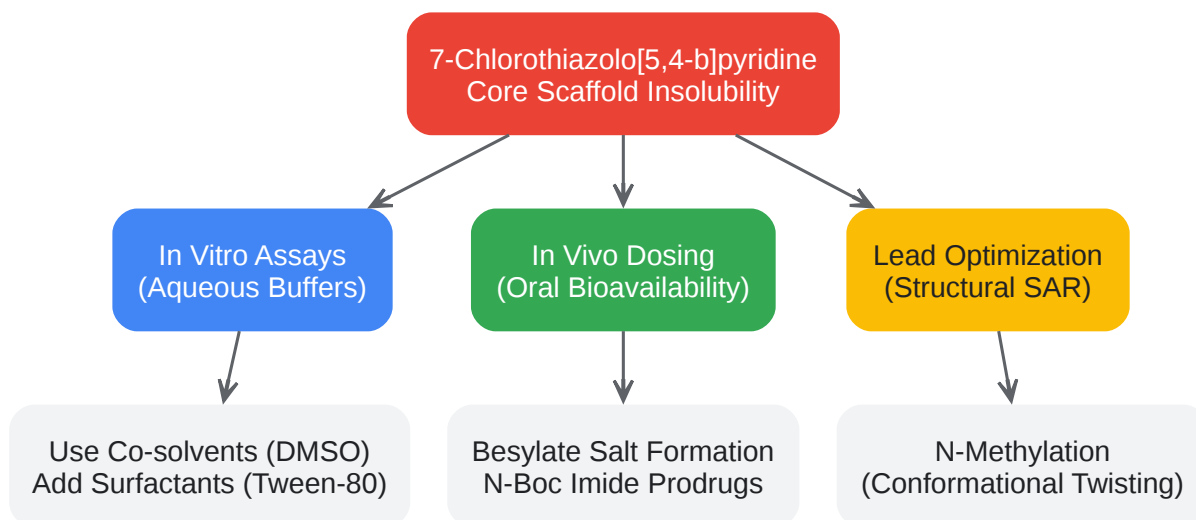 7-Chlorothiazolo[5,4-b]pyridine
Core Scaffold Insolubility
In Vitro Assays
(Aqueous Buffers)
In Vivo Dosing
(Oral Bioavailability)
Lead Optimization
(Structural SAR)
Use Co-solvents (DMSO)
Add Surfactants (Tween-80)
Besylate Salt Formation
N-Boc Imide Prodrugs
N-Methylation
(Conformational Twisting)